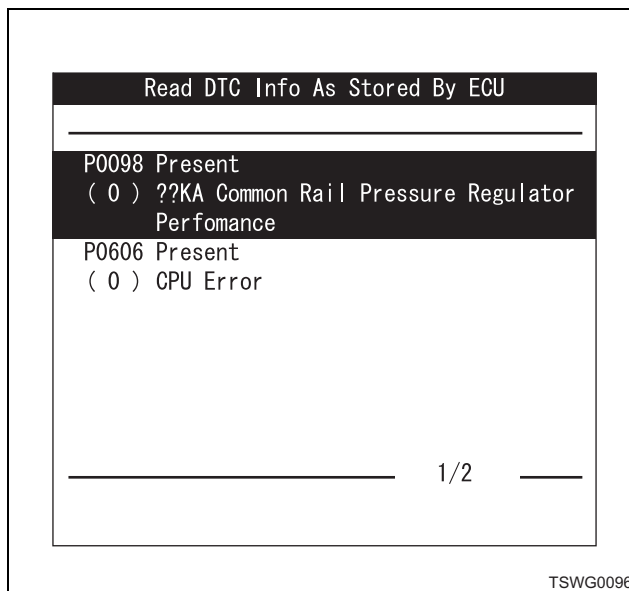 Read DTC Info As Stored By ECU
P0098 Present
( 0 ) ??KA Common Rail Pressure Regulator
Perfomance
P0606 Present
( 0 ) CPU Error
1/2
TSWG0096